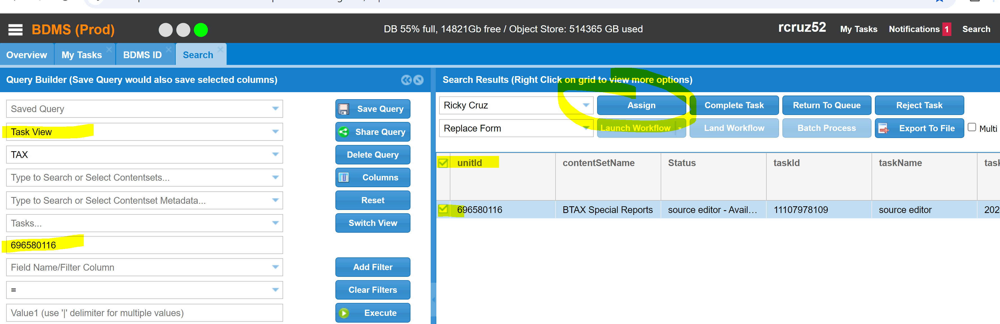 BDMS (Prod)
DB 55% full, 14821Gb free / Object Store: 514365 GB used
rcruz52
My Tasks
Notifications 1
Search
Overview
My Tasks
BDMS ID
Search
Query Builder (Save Query would also save selected columns)
Saved Query
Save Query
Task View
Share Query
TAX
Delete Query
Type to Search or Select Contentsets...
Columns
Type to Search or Select Contentset Metadata...
Reset
Tasks...
Switch View
696580116
Field Name/Filter Column
Add Filter
=
Clear Filters
Value1 (use '|' delimiter for multiple values)
Execute
Search Results (Right Click on grid to view more options)
Ricky Cruz
Assign
Complete Task
Return To Queue
Reject Task
Replace Form
Launch Workflow
Land Workflow
Batch Process
Export To File
Multi
unitId contentSetName Status taskId taskName
696580116 BTAX Special Reports source editor - Avail... 11107978109 source editor